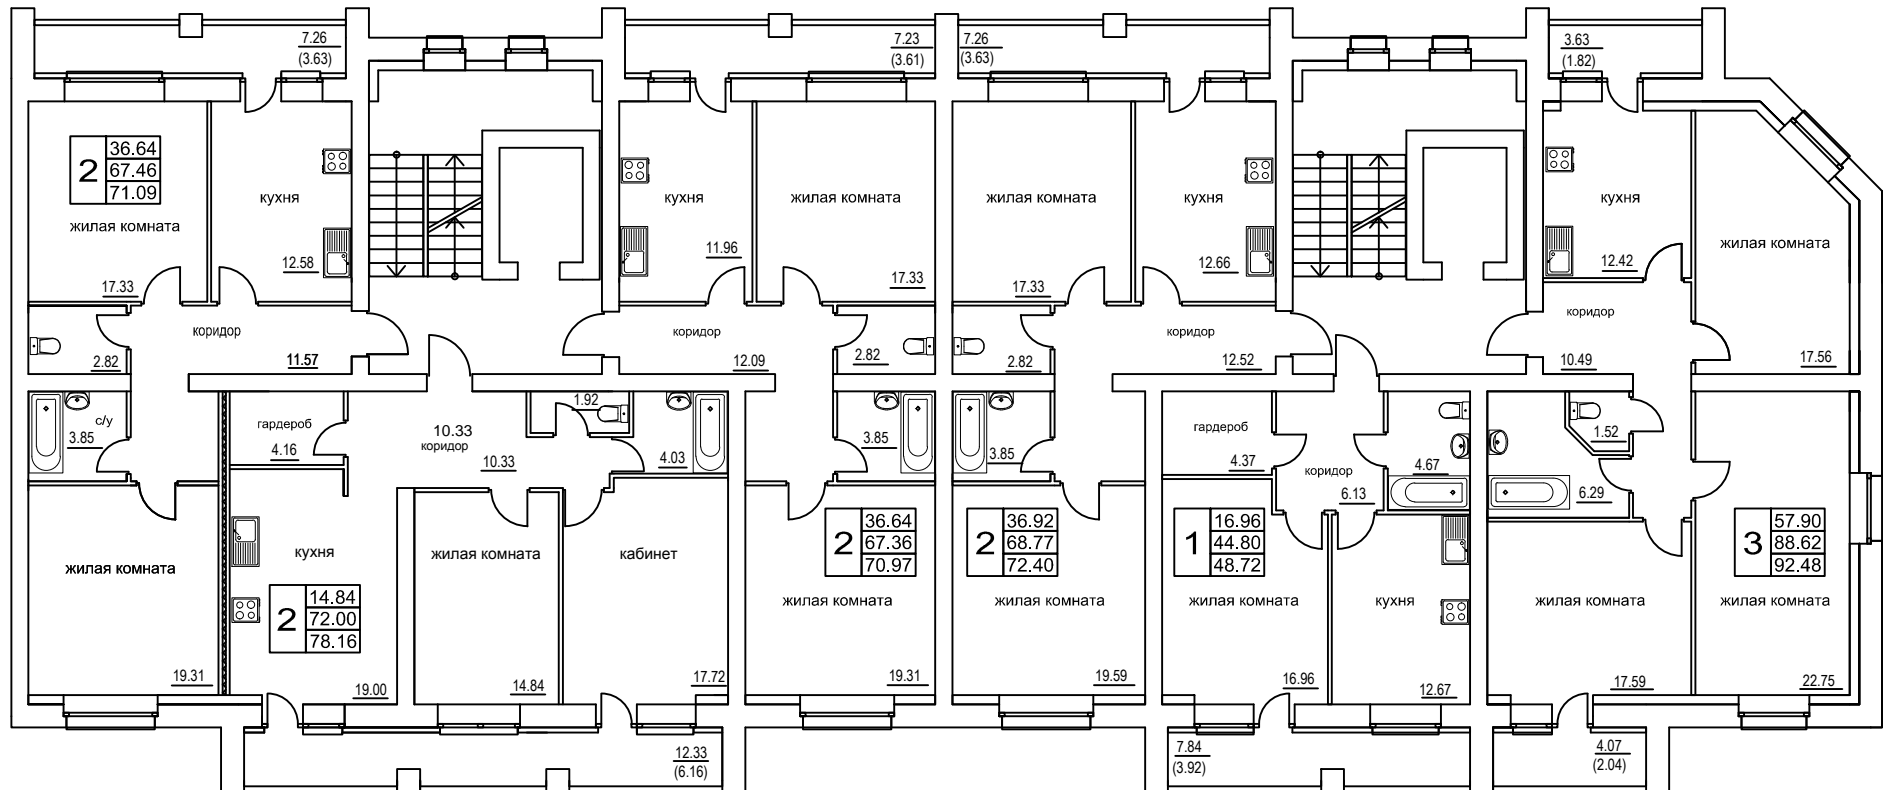 7.26
(3.63)
7.23
(3.61)
7.26
(3.63)
3.63
(1.82)
2
36.64
67.46
71.09
жилая комната
17.33
кухня
12.58
кухня
11.96
жилая комната
17.33
жилая комната
17.33
кухня
12.66
кухня
12.42
жилая комната
17.56
коридор
11.57
2.82
коридор
12.09
2.82
2.82
коридор
12.52
коридор
10.49
с/у
3.85
гардероб
4.16
10.33
коридор
10.33
1.92
4.03
3.85
3.85
гардероб
4.37
коридор
6.13
4.67
1.52
6.29
жилая комната
19.31
кухня
2
14.84
72.00
78.16
19.00
жилая комната
14.84
кабинет
17.72
2
36.64
67.36
70.97
жилая комната
19.31
2
36.92
68.77
72.40
жилая комната
19.59
1
16.96
44.80
48.72
жилая комната
16.96
кухня
12.67
жилая комната
17.59
3
57.90
88.62
92.48
жилая комната
22.75
12.33
(6.16)
7.84
(3.92)
4.07
(2.04)